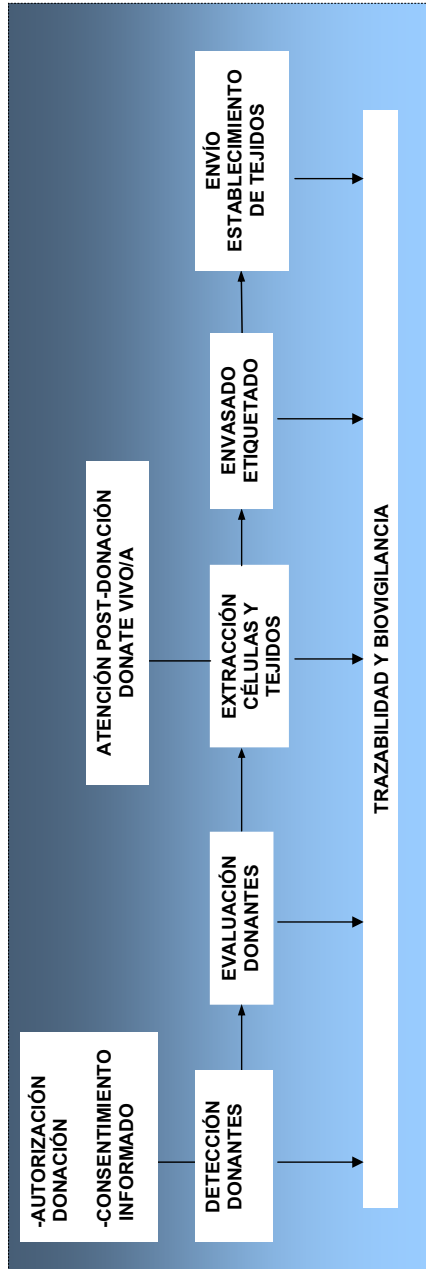 -AUTORIZACIÓN
DONACIÓN
-CONSENTIMIENTO
INFORMADO
ATENCIÓN POST-DONACIÓN
DONATE VIVO/A
DETECCIÓN
DONANTES
EVALUACIÓN
DONANTES
EXTRACCIÓN
CÉLULAS Y
TEJIDOS
ENVASADO
ETIQUETADO
ENVÍO
ESTABLECIMIENTO
DE TEJIDOS
TRAZABILIDAD Y BIOVIGILANCIA